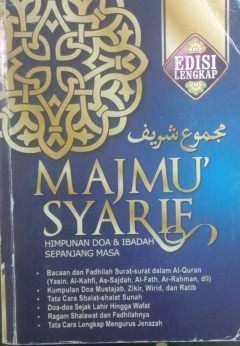 EDISI
LENGKAP
مجموع شريف
MAJMU'
SYARIF
HIMPUNAN DOA & IBADAH
SEPANJANG MASA
• Bacaan dan Fadhilah Surat-surat dalam Al-Quran
(Yasin, Al-Kahfi, As-Sajdah, Al-Fath, Ar-Rahman, dll)
• Kumpulan Doa Mustajab, Zikir, Wirid, dan Ratib
• Tata Cara Shalat-shalat Sunah
• Doa-doa Sejak Lahir Hingga Wafat
• Ragam Shalawat dan Fadhilahnya
• Tata Cara Lengkap Mengurus Jenazah